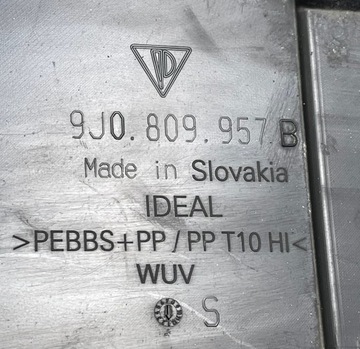 9J0.809.957.B
Made in Slovakia
IDEAL
>PEBBS+PP/PP T10 HI<
WUV
S